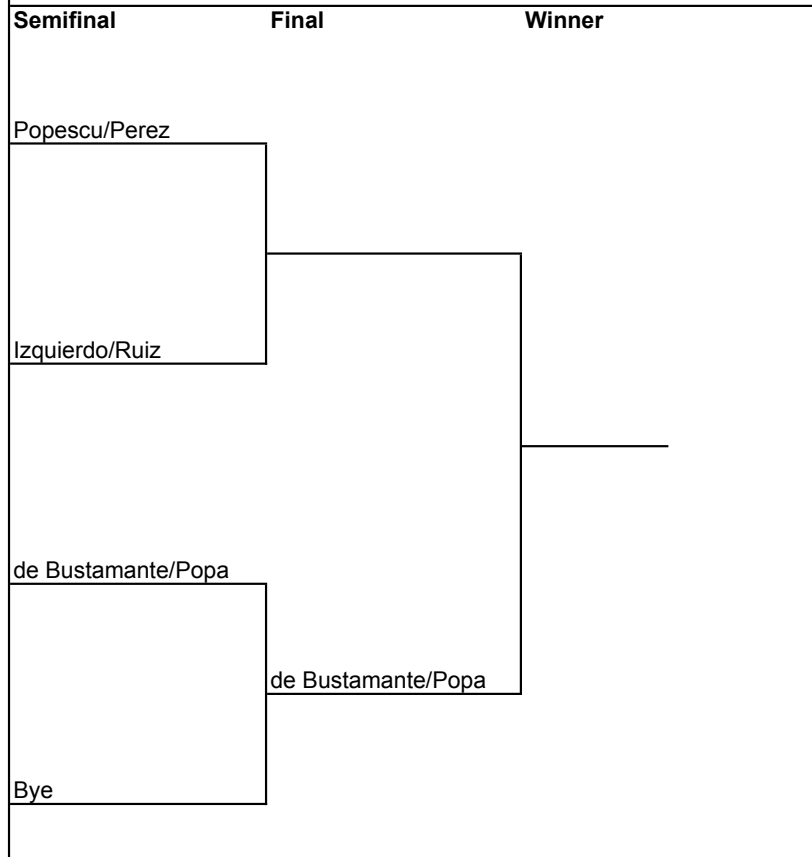 Semifinal Final Winner
Popescu/Perez
Izquierdo/Ruiz
de Bustamante/Popa
de Bustamante/Popa
Bye